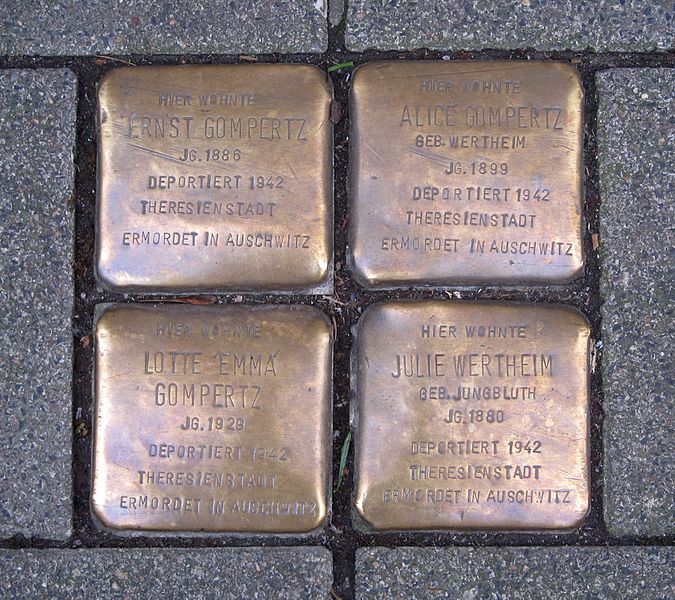 HIER WOHNTE
ERNST GOMPERTZ
JG. 1886
DEPORTIERT 1942
THERESIENSTADT
ERMORDET IN AUSCHWITZ
HIER WOHNTE
ALICE GOMPERTZ
GEB. WERTHEIM
JG. 1899
DEPORTIERT 1942
THERESIENSTADT
ERMORDET IN AUSCHWITZ
HIER WOHNTE
LOTTE 'EMMA'
GOMPERTZ
JG. 1929
DEPORTIERT 1942
THERESIENSTADT
ERMORDET IN AUSCHWITZ
HIER WOHNTE
JULIE WERTHEIM
GEB. JUNGBLUTH
JG. 1880
DEPORTIERT 1942
THERESIENSTADT
ERMORDET IN AUSCHWITZ